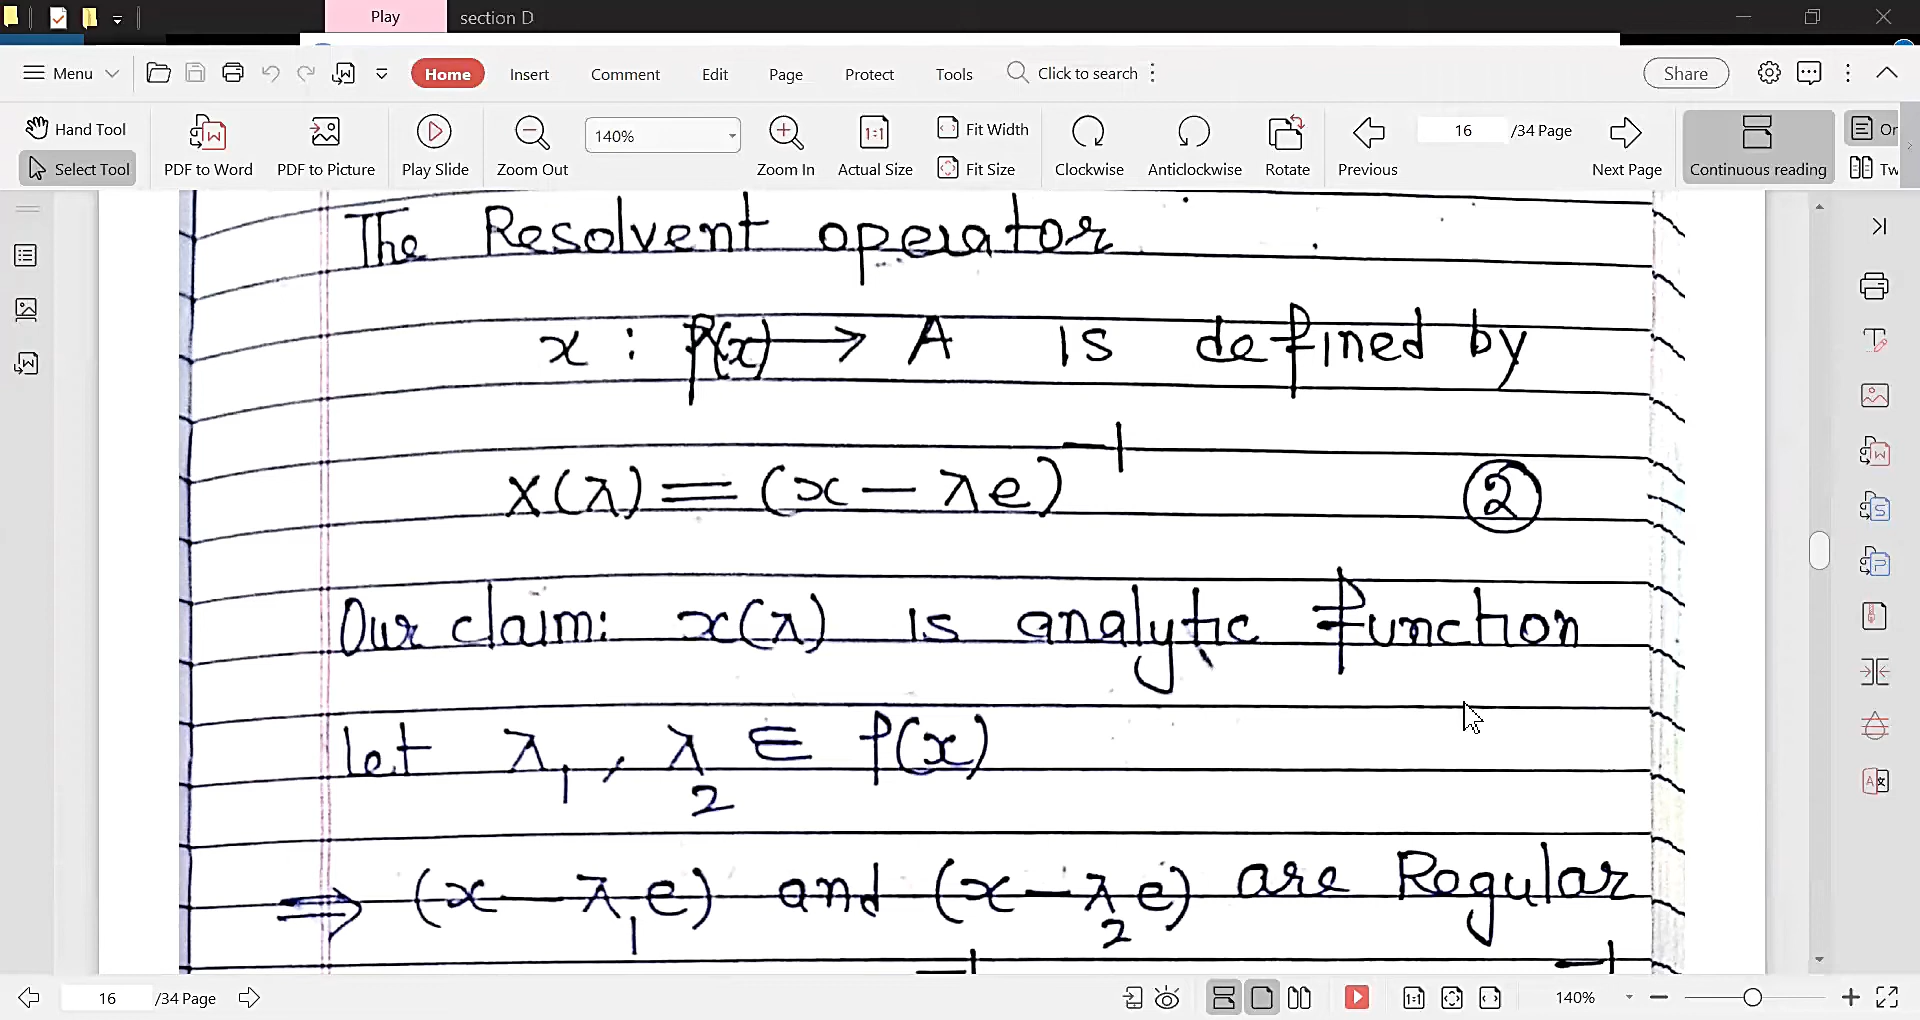 Play section D
Menu Home Insert Comment Edit Page Protect Tools Click to search Share
Hand Tool
Select Tool
PDF to Word PDF to Picture Play Slide Zoom Out 140% Zoom In 1:1 Actual Size Fit Width Fit Size Clockwise Anticlockwise Rotate Previous 16 /34 Page Next Page Continuous reading
The Resolvent operator
x : ρ(x) → A is defined by
x(λ) = (x − λe)⁻¹ ②
Our claim: x(λ) is analytic function
let λ₁, λ₂ ∈ ρ(x)
⇒ (x − λ₁e) and (x − λ₂e) are Regular
16 /34 Page 140%